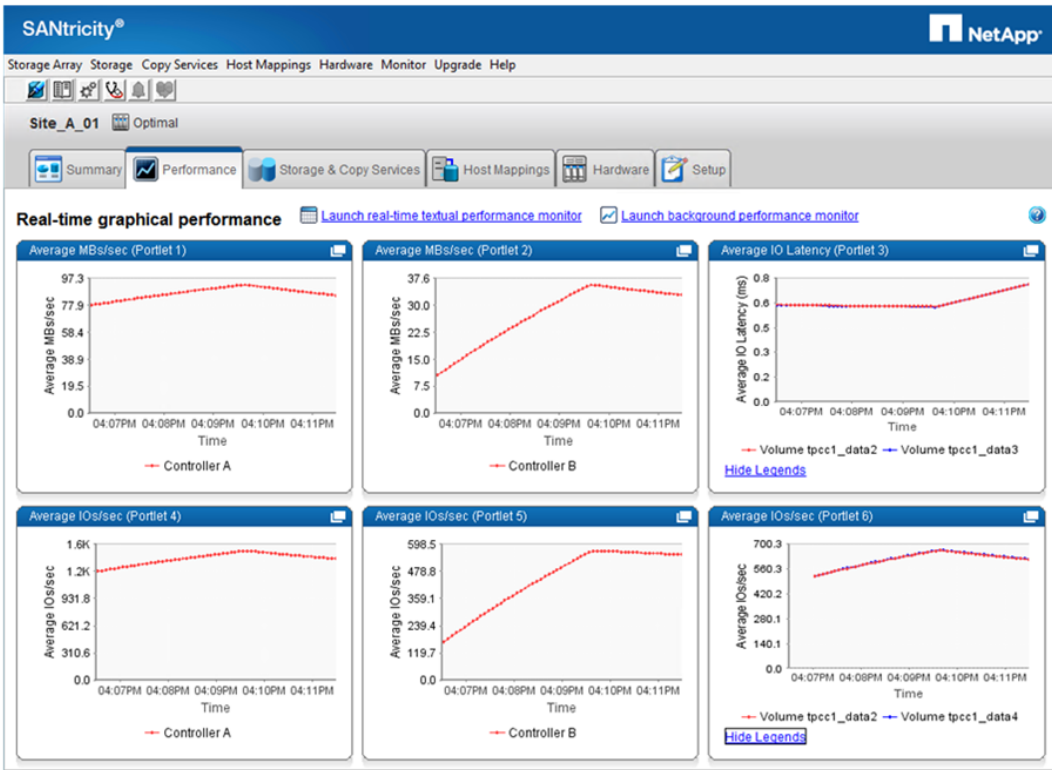 SANtricity®
NetApp®
Storage Array Storage Copy Services Host Mappings Hardware Monitor Upgrade Help
Site_A_01 Optimal
Summary Performance Storage & Copy Services Host Mappings Hardware Setup
Real-time graphical performance Launch real-time textual performance monitor Launch background performance monitor
Average MBs/sec (Portlet 1)
97.3
77.9
58.4
38.9
19.5
0.0
Average MBs/sec
04:07PM 04:08PM 04:09PM 04:10PM 04:11PM
Time
Controller A
Average MBs/sec (Portlet 2)
37.6
30.0
22.5
15.0
7.5
0.0
Average MBs/sec
04:07PM 04:08PM 04:09PM 04:10PM 04:11PM
Time
Controller B
Average IO Latency (Portlet 3)
0.8
0.6
0.5
0.3
0.2
0.0
Average IO Latency (ms)
04:07PM 04:08PM 04:09PM 04:10PM 04:11PM
Time
Volume tpcc1_data2 Volume tpcc1_data3
Hide Legends
Average IOs/sec (Portlet 4)
1.6K
1.2K
931.8
621.2
310.6
0.0
Average IOs/sec
04:07PM 04:08PM 04:09PM 04:10PM 04:11PM
Time
Controller A
Average IOs/sec (Portlet 5)
598.5
478.8
359.1
239.4
119.7
0.0
Average IOs/sec
04:07PM 04:08PM 04:09PM 04:10PM 04:11PM
Time
Controller B
Average IOs/sec (Portlet 6)
700.3
560.3
420.2
280.1
140.1
0.0
Average IOs/sec
04:07PM 04:08PM 04:09PM 04:10PM 04:11PM
Time
Volume tpcc1_data2 Volume tpcc1_data4
Hide Legends